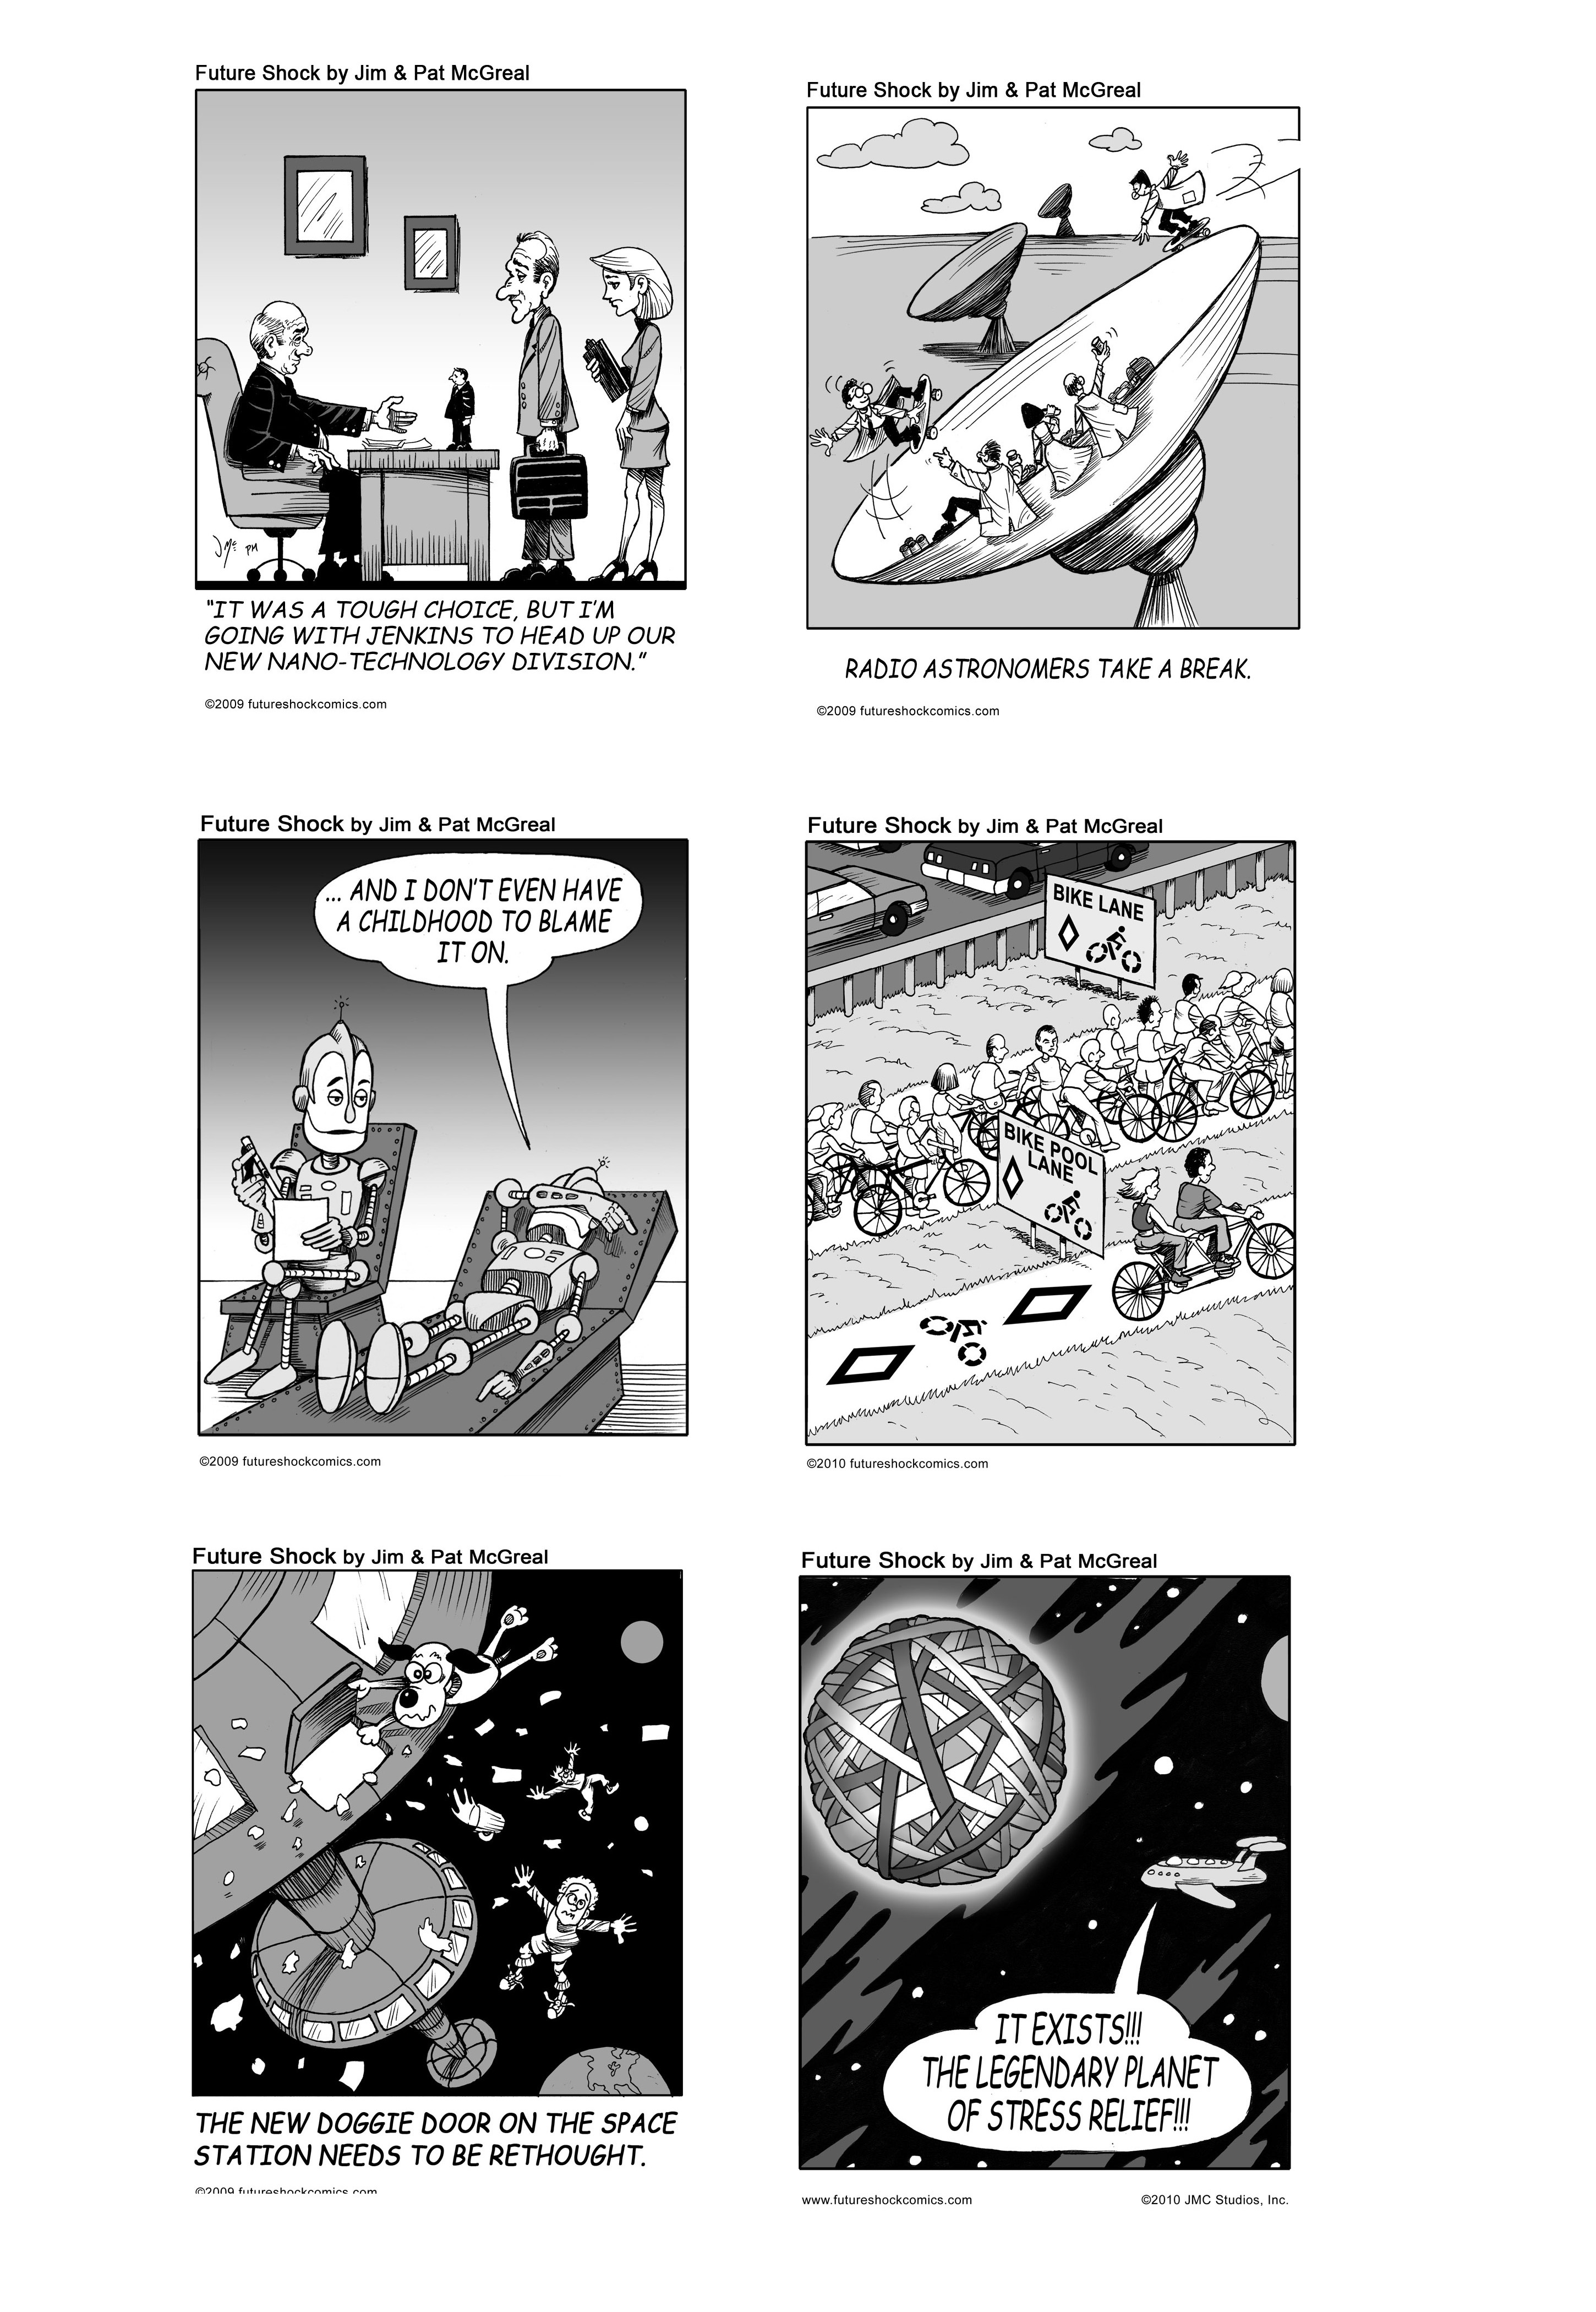 Future Shock by Jim & Pat McGreal
JMc PM
"IT WAS A TOUGH CHOICE, BUT I'M
GOING WITH JENKINS TO HEAD UP OUR
NEW NANO-TECHNOLOGY DIVISION."
©2009 futureshockcomics.com
Future Shock by Jim & Pat McGreal
RADIO ASTRONOMERS TAKE A BREAK.
©2009 futureshockcomics.com
Future Shock by Jim & Pat McGreal
... AND I DON'T EVEN HAVE
A CHILDHOOD TO BLAME
IT ON.
©2009 futureshockcomics.com
Future Shock by Jim & Pat McGreal
BIKE LANE
BIKE POOL
LANE
©2010 futureshockcomics.com
Future Shock by Jim & Pat McGreal
THE NEW DOGGIE DOOR ON THE SPACE
STATION NEEDS TO BE RETHOUGHT.
©2009 futureshockcomics.com
Future Shock by Jim & Pat McGreal
IT EXISTS!!!
THE LEGENDARY PLANET
OF STRESS RELIEF!!!
www.futureshockcomics.com ©2010 JMC Studios, Inc.